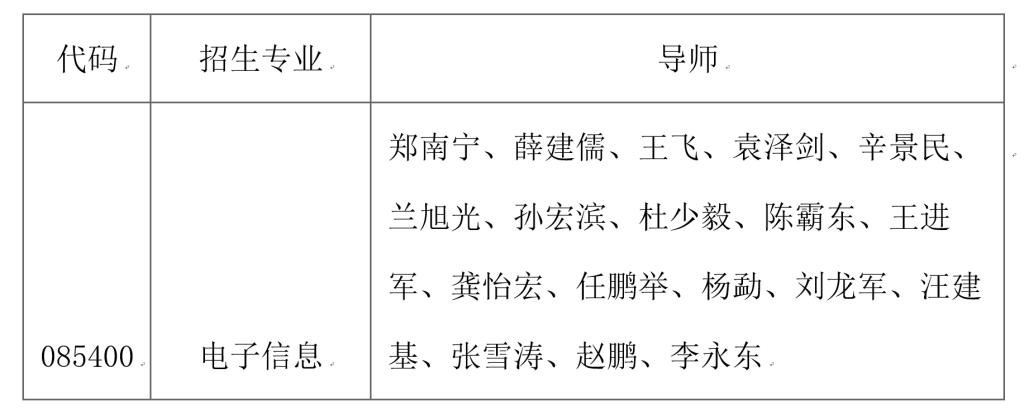 代码 招生专业 导师
郑南宁、薛建儒、王飞、袁泽剑、辛景民、
兰旭光、孙宏滨、杜少毅、陈霸东、王进
军、龚怡宏、任鹏举、杨勐、刘龙军、汪建
085400 电子信息 基、张雪涛、赵鹏、李永东